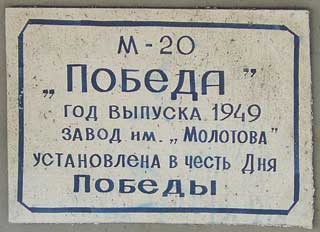 М-20
„ПОБЕДА"
ГОД ВЫПУСКА 1949
ЗАВОД ИМ. „МОЛОТОВА"
УСТАНОВЛЕНА В ЧЕСТЬ ДНЯ
ПОБЕДЫ